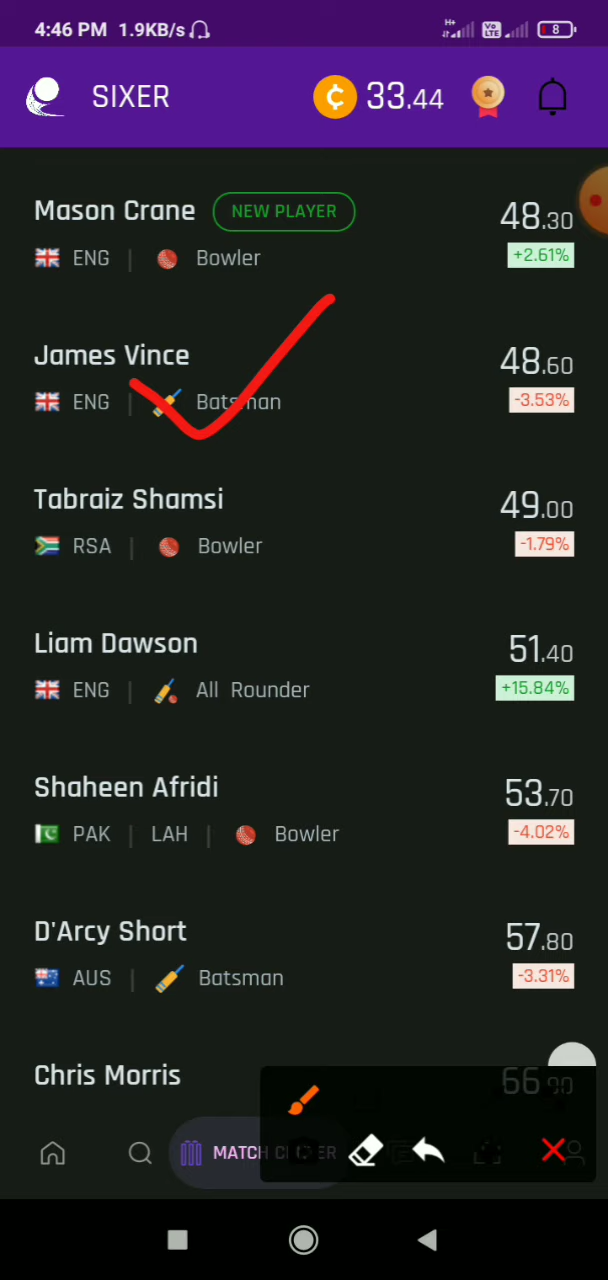 4:46 PM 1.9KB/s H+ Vo LTE 8
SIXER ¢ 33.44
Mason Crane NEW PLAYER 48.30
ENG | Bowler +2.61%
James Vince 48.60
ENG | Batsman -3.53%
Tabraiz Shamsi 49.00
RSA | Bowler -1.79%
Liam Dawson 51.40
ENG | All Rounder +15.84%
Shaheen Afridi 53.70
PAK | LAH | Bowler -4.02%
D'Arcy Short 57.80
AUS | Batsman -3.31%
Chris Morris
MATCH